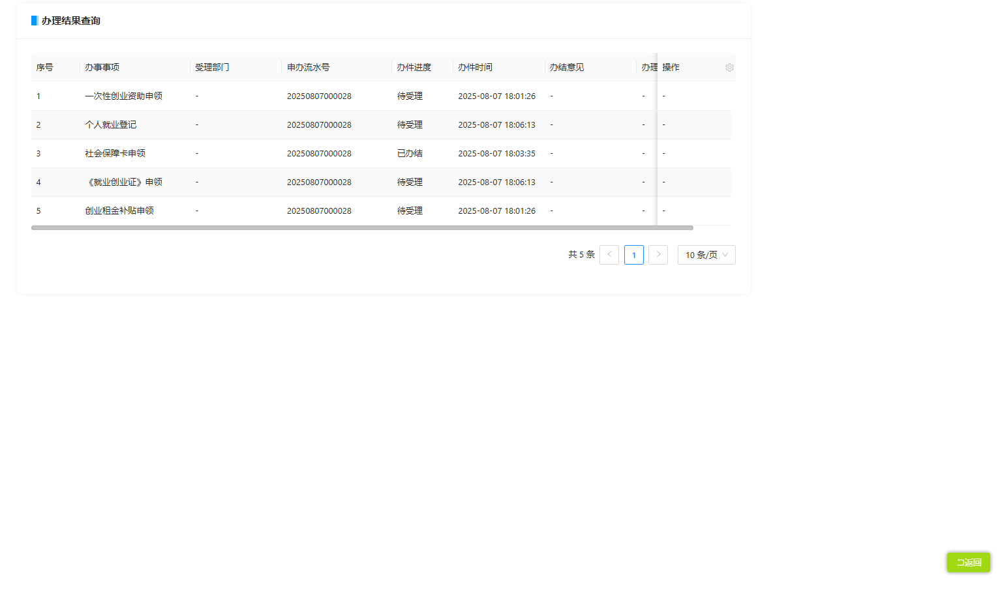 办理结果查询
序号 办事事项 受理部门 申办流水号 办件进度 办件时间 办结意见 办理 操作
1 一次性创业资助申领 - 20250807000028 待受理 2025-08-07 18:01:26 - - -
2 个人就业登记 - 20250807000028 待受理 2025-08-07 18:06:13 - - -
3 社会保障卡申领 - 20250807000028 已办结 2025-08-07 18:03:35 - - -
4 《就业创业证》申领 - 20250807000028 待受理 2025-08-07 18:06:13 - - -
5 创业租金补贴申领 - 20250807000028 待受理 2025-08-07 18:01:26 - - -
共 5 条 < 1 > 10 条/页
返回